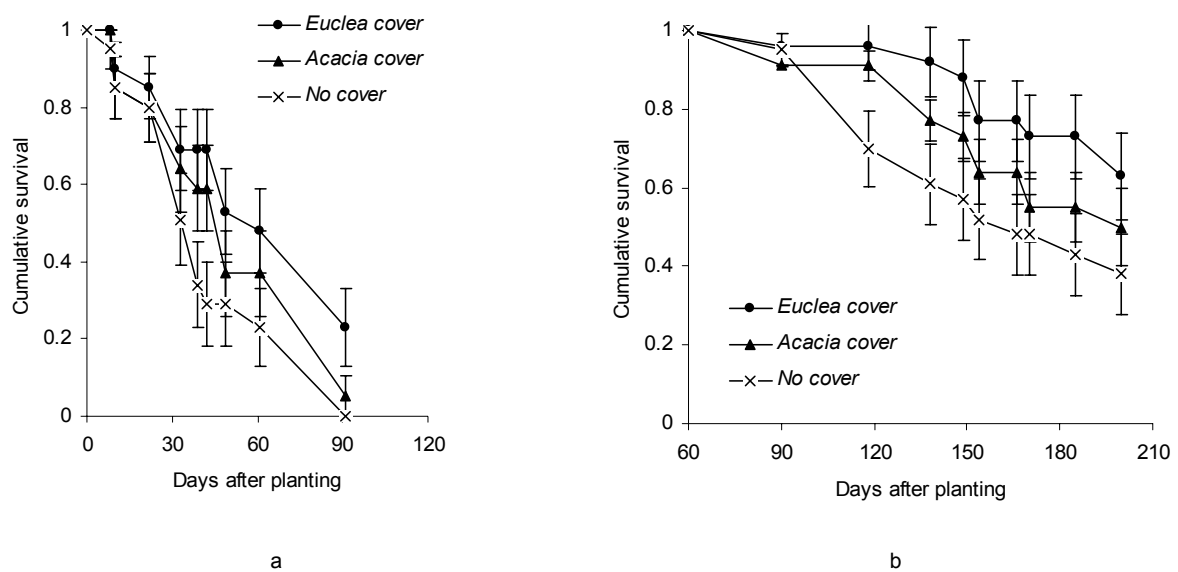 Euclea cover
Acacia cover
No cover
1
0.8
0.6
0.4
0.2
0
Cumulative survival
0 30 60 90 120
Days after planting
a
1
0.8
0.6
0.4
0.2
0
Cumulative survival
Euclea cover
Acacia cover
No cover
60 90 120 150 180 210
Days after planting
b